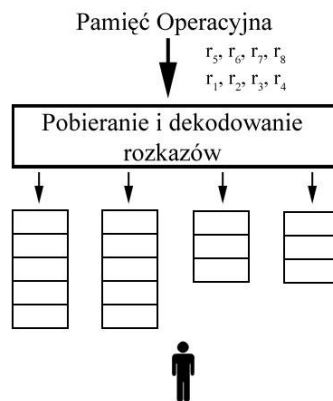 Pamięć Operacyjna
r₅, r₆, r₇, r₈
r₁, r₂, r₃, r₄
Pobieranie i dekodowanie
rozkazów